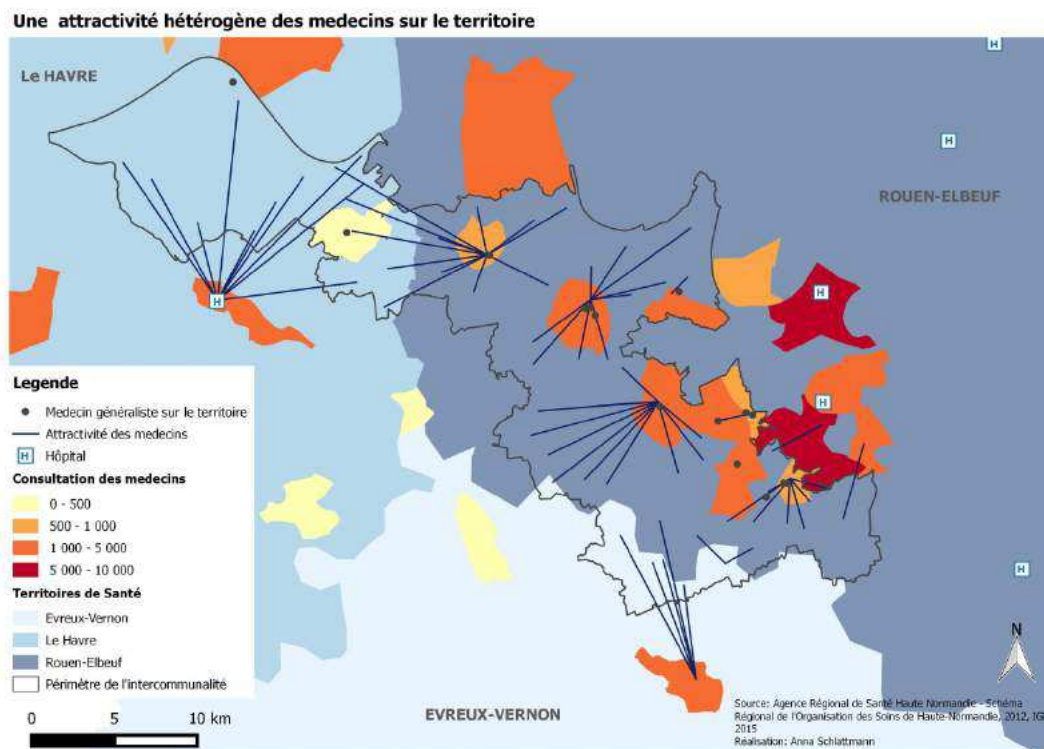 Une attractivité hétérogène des medecins sur le territoire
Le HAVRE
H
H
ROUEN-ELBEUF
H
H
H
H
Legende
Medecin généraliste sur le territoire
Attractivité des medecins
H Hôpital
Consultation des medecins
0 - 500
500 - 1 000
1 000 - 5 000
5 000 - 10 000
Territoires de Santé
Evreux-Vernon
Le Havre
Rouen-Elbeuf
Périmètre de l'intercommunalité
0 5 10 km
EVREUX-VERNON
N
Source: Agence Régional de Santé Haute Normandie - Schéma
Régional de l'Organisation des Soins de Haute-Normandie, 2012, IG
2015
Réalisation: Anna Schlattmann